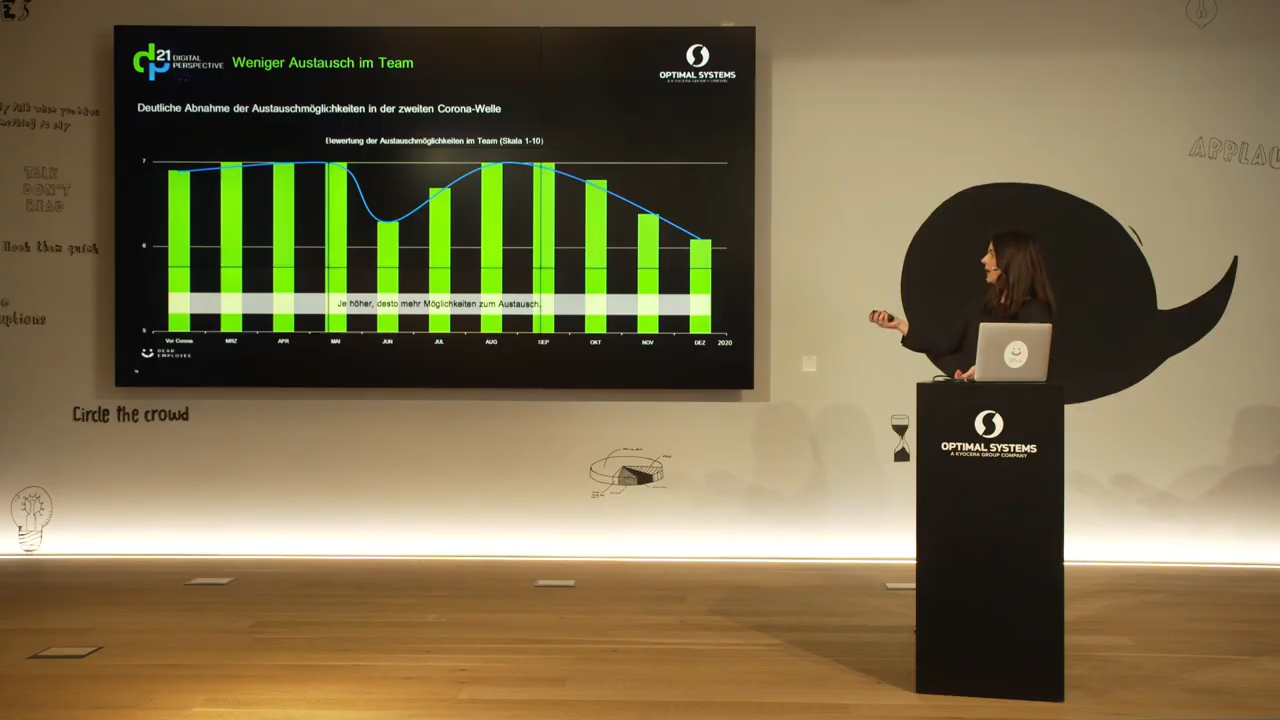 21 DIGITAL
PERSPECTIVE
Weniger Austausch im Team
OPTIMAL SYSTEMS
Deutliche Abnahme der Austauschmöglichkeiten in der zweiten Corona-Welle
Bewertung der Austauschmöglichkeiten im Team (Skala 1-10)
7
6
5
Je höher, desto mehr Möglichkeiten zum Austausch.
Vor Corona MRZ APR MAI JUN JUL AUG SEP OKT NOV DEZ 2020
DEAR
EMPLOYEE
TALK
DON'T
READ
Circle the crowd
APPLAU
OPTIMAL SYSTEMS
A KYOCERA GROUP COMPANY